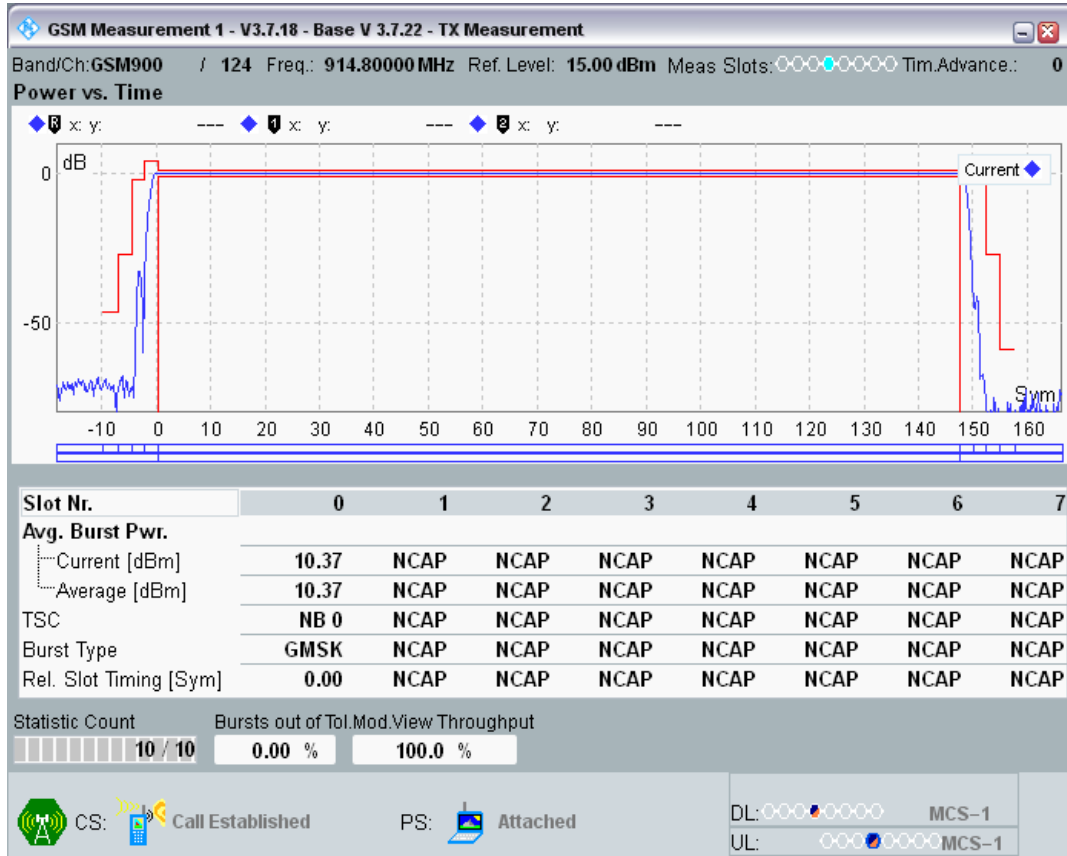 GSM Measurement 1 - V3.7.18 - Base V 3.7.22 - TX Measurement
Band/Ch:GSM900 / 124 Freq.: 914.80000 MHz Ref. Level: 15.00 dBm Meas Slots: Tim.Advance.: 0
Power vs. Time
R x: y: --- 1 x: y: --- 2 x: y: ---
dB
Current
0
-50
Sym
-10 0 10 20 30 40 50 60 70 80 90 100 110 120 130 140 150 160
Slot Nr. 0 1 2 3 4 5 6 7
Avg. Burst Pwr.
Current [dBm] 10.37 NCAP NCAP NCAP NCAP NCAP NCAP NCAP
Average [dBm] 10.37 NCAP NCAP NCAP NCAP NCAP NCAP NCAP
TSC NB 0 NCAP NCAP NCAP NCAP NCAP NCAP NCAP
Burst Type GMSK NCAP NCAP NCAP NCAP NCAP NCAP NCAP
Rel. Slot Timing [Sym] 0.00 NCAP NCAP NCAP NCAP NCAP NCAP NCAP
Statistic Count Bursts out of Tol. Mod.View Throughput
10 / 10 0.00 % 100.0 %
CS: Call Established PS: Attached
DL: MCS-1
UL: MCS-1